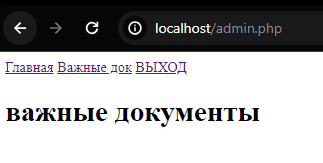 localhost/admin.php
Главная Важные док ВЫХОД
важные документы